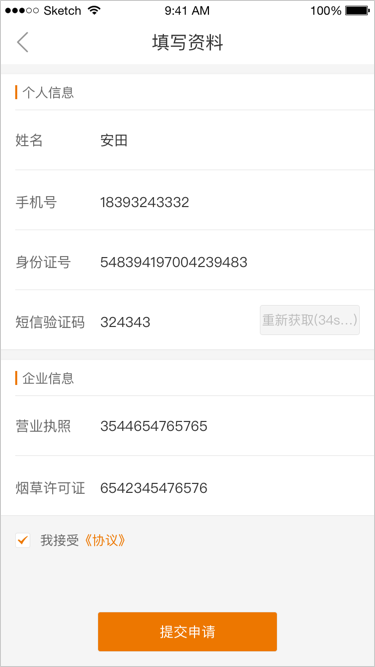 Sketch 9:41 AM 100%
填写资料
个人信息
姓名 安田
手机号 18393243332
身份证号 548394197004239483
短信验证码 324343 重新获取(34s...)
企业信息
营业执照 3544654765765
烟草许可证 6542345476576
我接受《协议》
提交申请